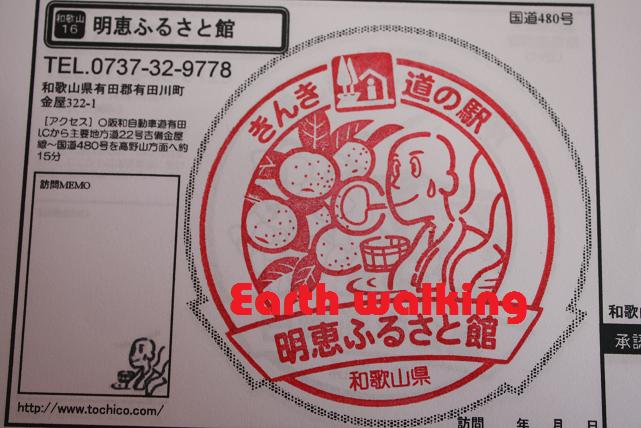 和歌山
16
明恵ふるさと館
国道480号
TEL.0737-32-9778
和歌山県有田郡有田川町
金屋322-1
［アクセス］〇阪和自動車道有田
ICから主要地方道22号吉備金屋
線～国道480号を高野山方面へ約
15分
訪問MEMO
きんき 道の駅
Earth walking
明恵ふるさと館
和歌山県
http://www.tochico.com/
和歌
承認
訪問 年 月 日